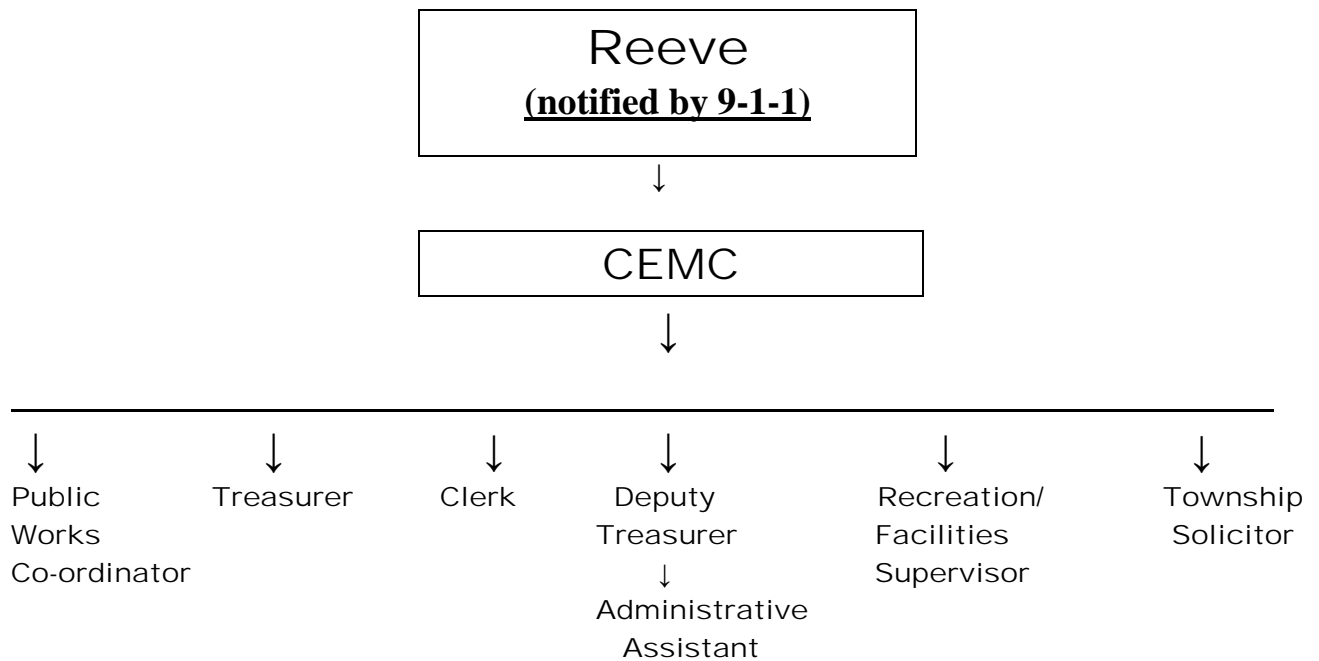 Reeve
(notified by 9-1-1)
↓
CEMC
↓
↓ ↓ ↓ ↓ ↓ ↓
Public Works Co-ordinator
Treasurer
Clerk
Deputy Treasurer
↓
Administrative Assistant
Recreation/ Facilities Supervisor
Township Solicitor